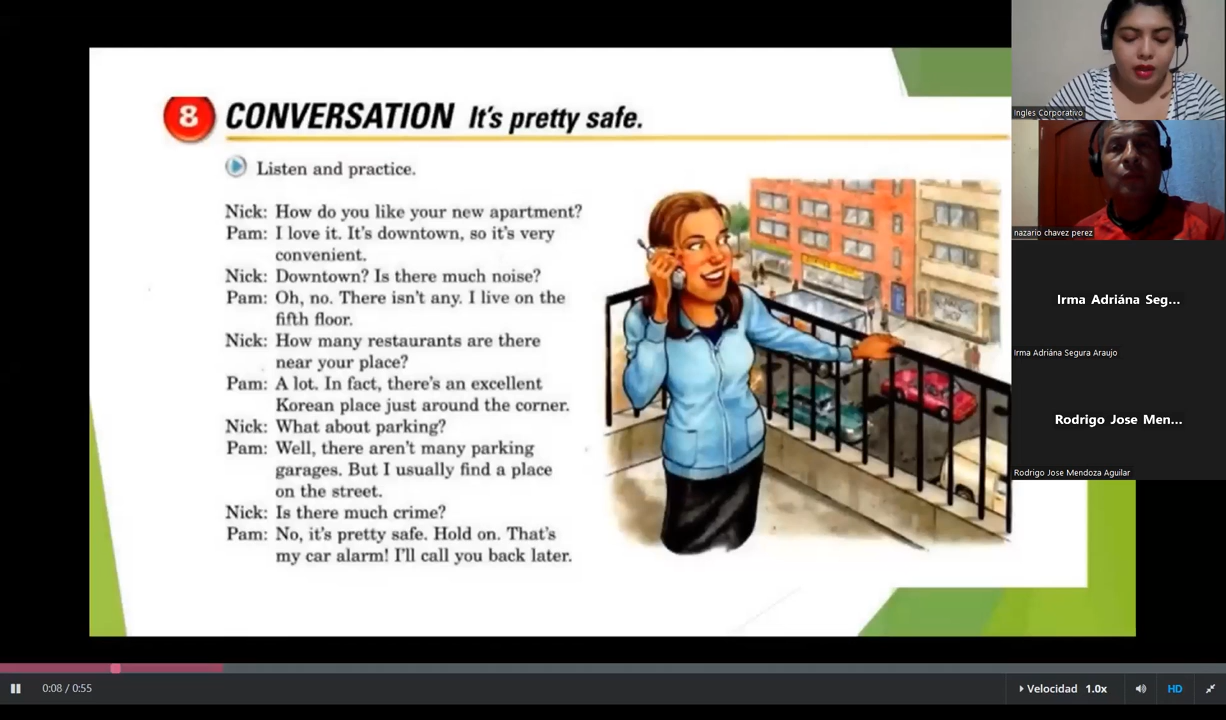 8 CONVERSATION It's pretty safe.
Listen and practice.
Nick: How do you like your new apartment?
Pam: I love it. It's downtown, so it's very
convenient.
Nick: Downtown? Is there much noise?
Pam: Oh, no. There isn't any. I live on the
fifth floor.
Nick: How many restaurants are there
near your place?
Pam: A lot. In fact, there's an excellent
Korean place just around the corner.
Nick: What about parking?
Pam: Well, there aren't many parking
garages. But I usually find a place
on the street.
Nick: Is there much crime?
Pam: No, it's pretty safe. Hold on. That's
my car alarm! I'll call you back later.
Ingles Corporativo
nazario chavez perez
Irma Adriána Seg...
Irma Adriána Segura Araujo
Rodrigo Jose Men...
Rodrigo Jose Mendoza Aguilar
0:08 / 0:55
Velocidad 1.0x
HD